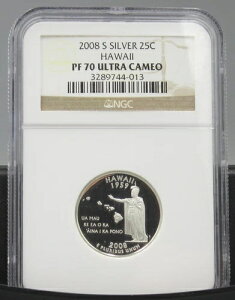 2008 S SILVER 25C
HAWAII
PF 70 ULTRA CAMEO
3289744-013
NGC
HAWAII
1959
UA MAU
KE EA O KA
'ĀINA I KA PONO
2008
E PLURIBUS UNUM